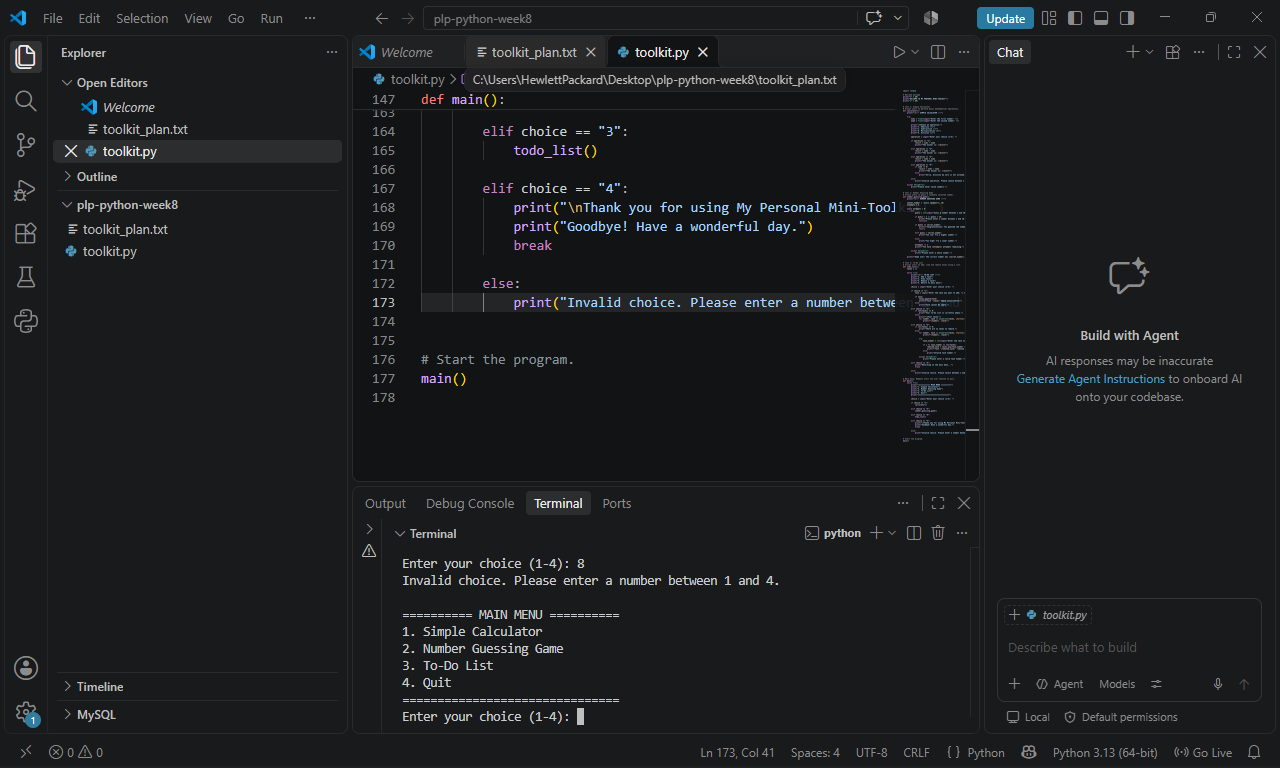 File Edit Selection View Go Run ··· plp-python-week8 Update
Explorer ···
Open Editors
Welcome
toolkit_plan.txt
toolkit.py
Outline
plp-python-week8
toolkit_plan.txt
toolkit.py
Timeline
MySQL
1
Welcome toolkit_plan.txt toolkit.py
toolkit.py
C:\Users\HewlettPackard\Desktop\plp-python-week8\toolkit_plan.txt
147 def main():
163
164 elif choice == "3":
165 todo_list()
166
167 elif choice == "4":
168 print("\nThank you for using My Personal Mini-Tool
169 print("Goodbye! Have a wonderful day.")
170 break
171
172 else:
173 print("Invalid choice. Please enter a number betwe
174
175
176 # Start the program.
177 main()
178
Output Debug Console Terminal Ports
Terminal
python
Enter your choice (1-4): 8
Invalid choice. Please enter a number between 1 and 4.
========== MAIN MENU ==========
1. Simple Calculator
2. Number Guessing Game
3. To-Do List
4. Quit
===============================
Enter your choice (1-4):
Chat
Build with Agent
AI responses may be inaccurate
Generate Agent Instructions to onboard AI
onto your codebase.
toolkit.py
Describe what to build
Agent Models
Local Default permissions
0 0 Ln 173, Col 41 Spaces: 4 UTF-8 CRLF { } Python Python 3.13 (64-bit) Go Live